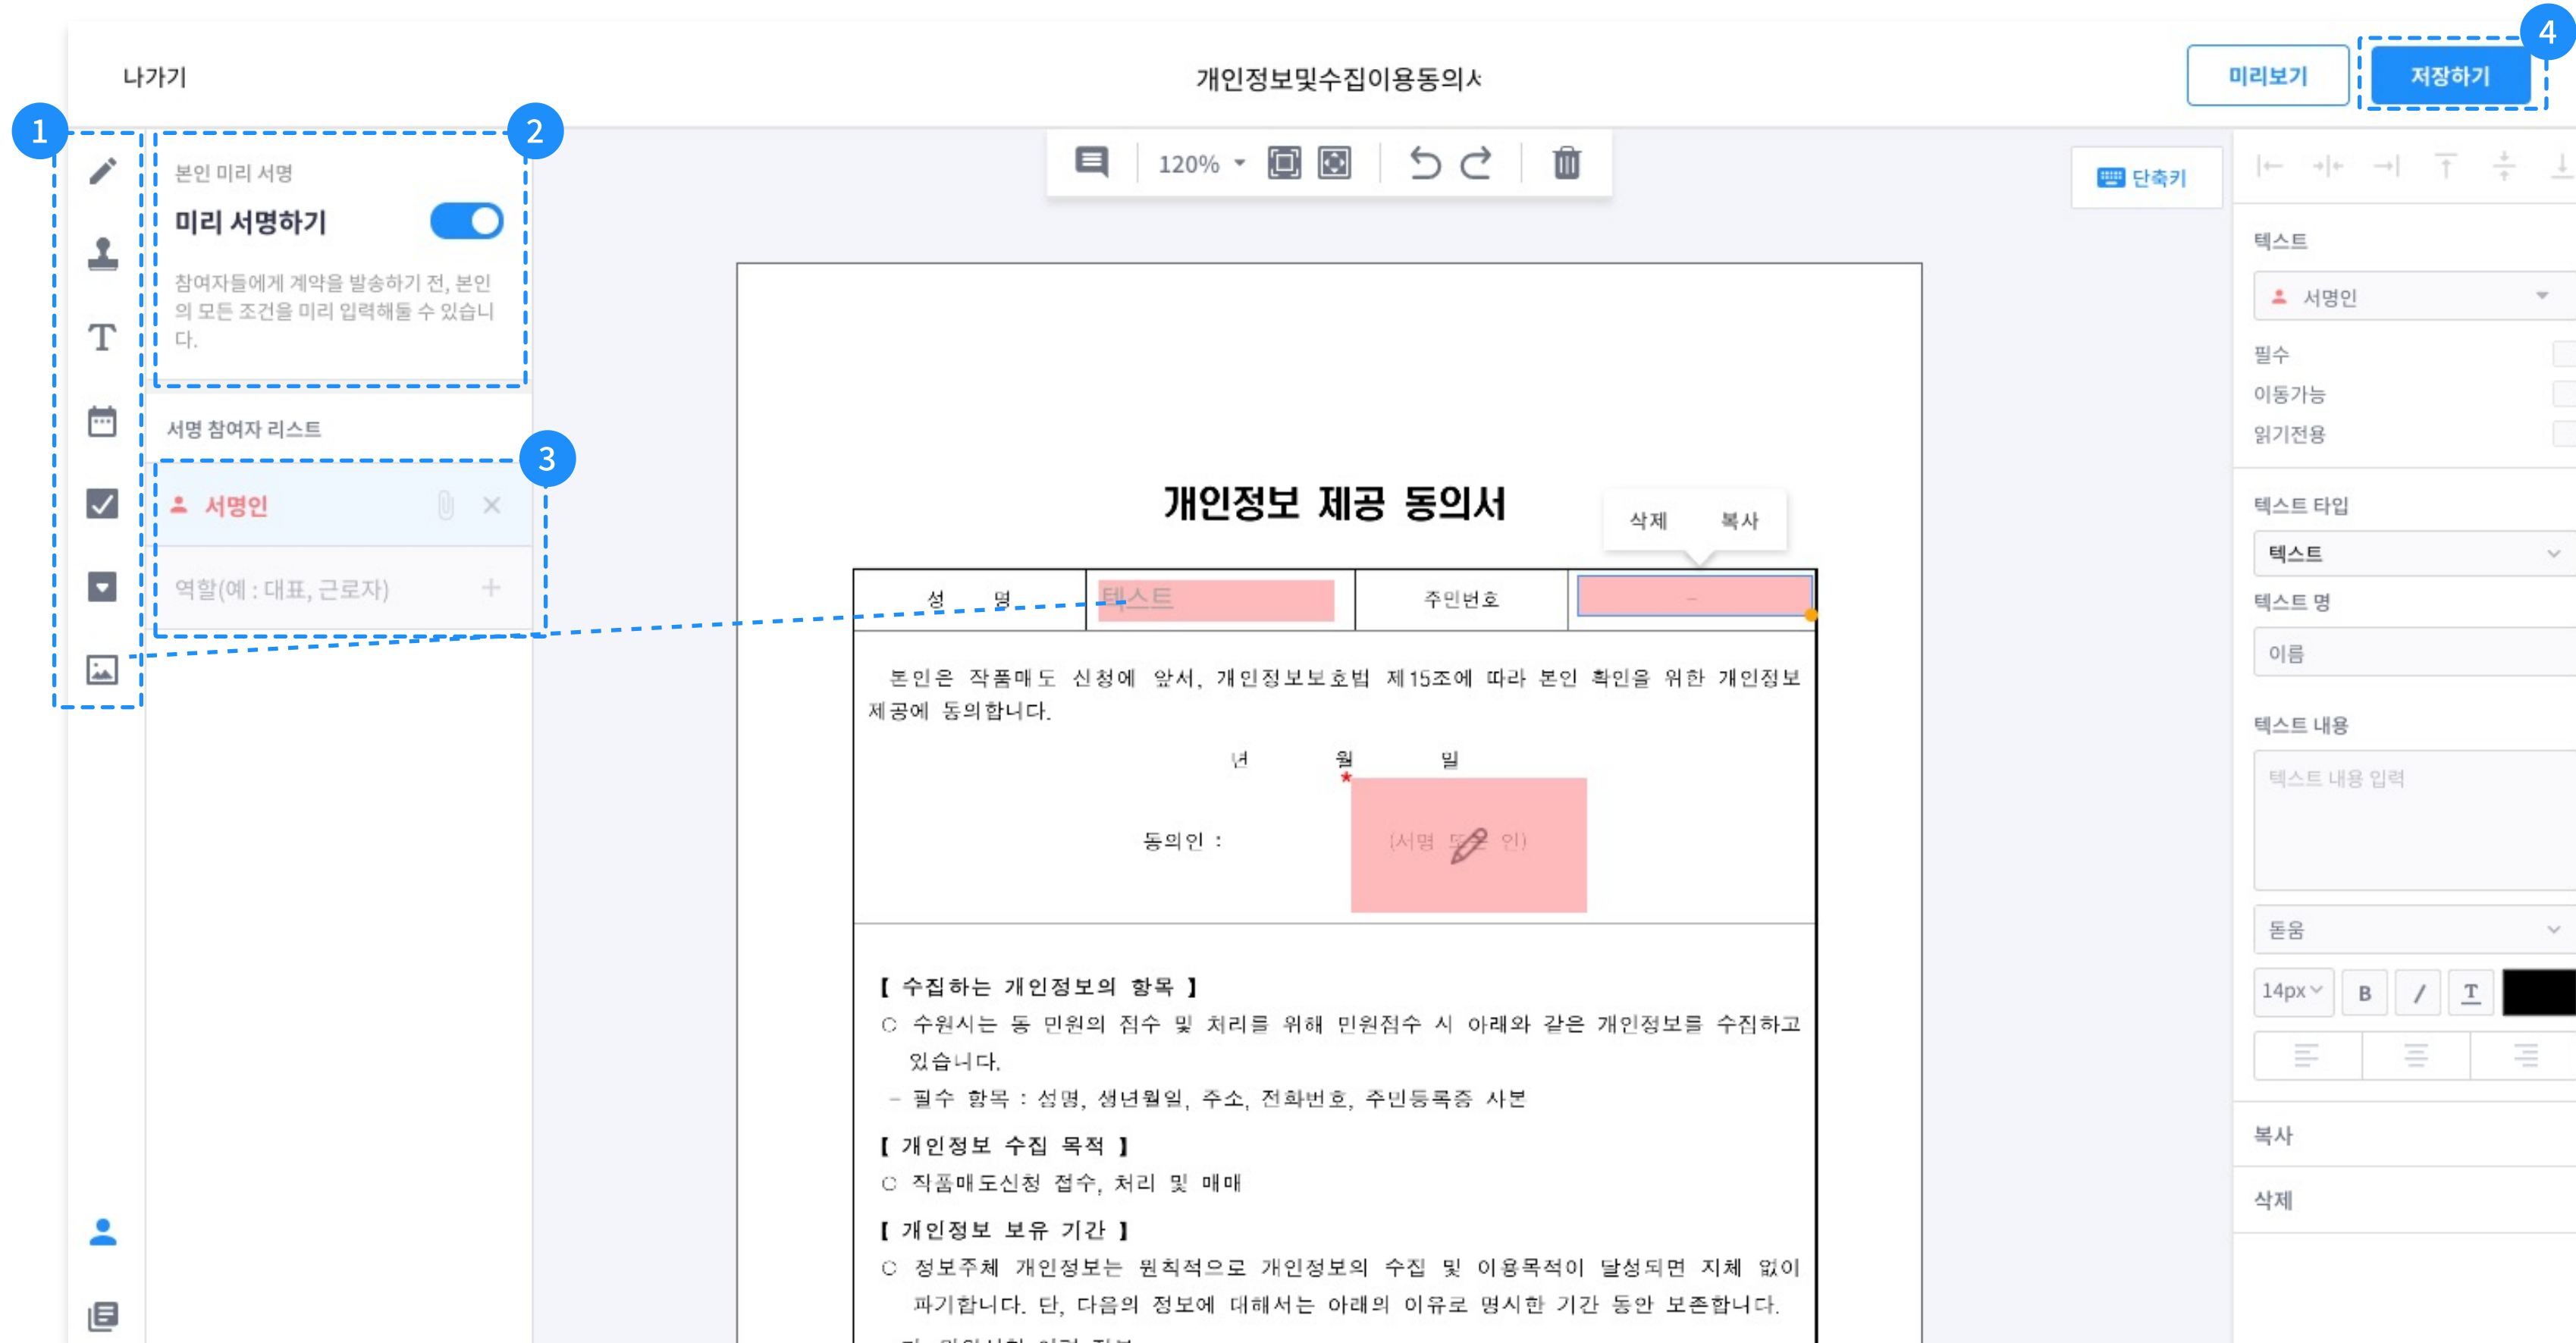 나가기
개인정보및수집이용동의서
미리보기
저장하기
4
1
2
본인 미리 서명
미리 서명하기
참여자들에게 계약을 발송하기 전, 본인
의 모든 조건을 미리 입력해둘 수 있습니
다.
서명 참여자 리스트
3
서명인
역할(예 : 대표, 근로자)
120%
단축키
개인정보 제공 동의서
삭제 복사
성 명 텍스트 주민번호 –
본인은 작품매도 신청에 앞서, 개인정보보호법 제15조에 따라 본인 확인을 위한 개인정보
제공에 동의합니다.
년 월 일
*
동의인 : (서명 또는 인)
【 수집하는 개인정보의 항목 】
○ 수원시는 동 민원의 접수 및 처리를 위해 민원접수 시 아래와 같은 개인정보를 수집하고
있습니다.
– 필수 항목 : 성명, 생년월일, 주소, 전화번호, 주민등록증 사본
【 개인정보 수집 목적 】
○ 작품매도신청 접수, 처리 및 매매
【 개인정보 보유 기간 】
○ 정보주체 개인정보는 원칙적으로 개인정보의 수집 및 이용목적이 달성되면 지체 없이
파기합니다. 단, 다음의 정보에 대해서는 아래의 이유로 명시한 기간 동안 보존합니다.
텍스트
서명인
필수
이동가능
읽기전용
텍스트 타입
텍스트
텍스트 명
이름
텍스트 내용
텍스트 내용 입력
돋움
14px B / T
복사
삭제